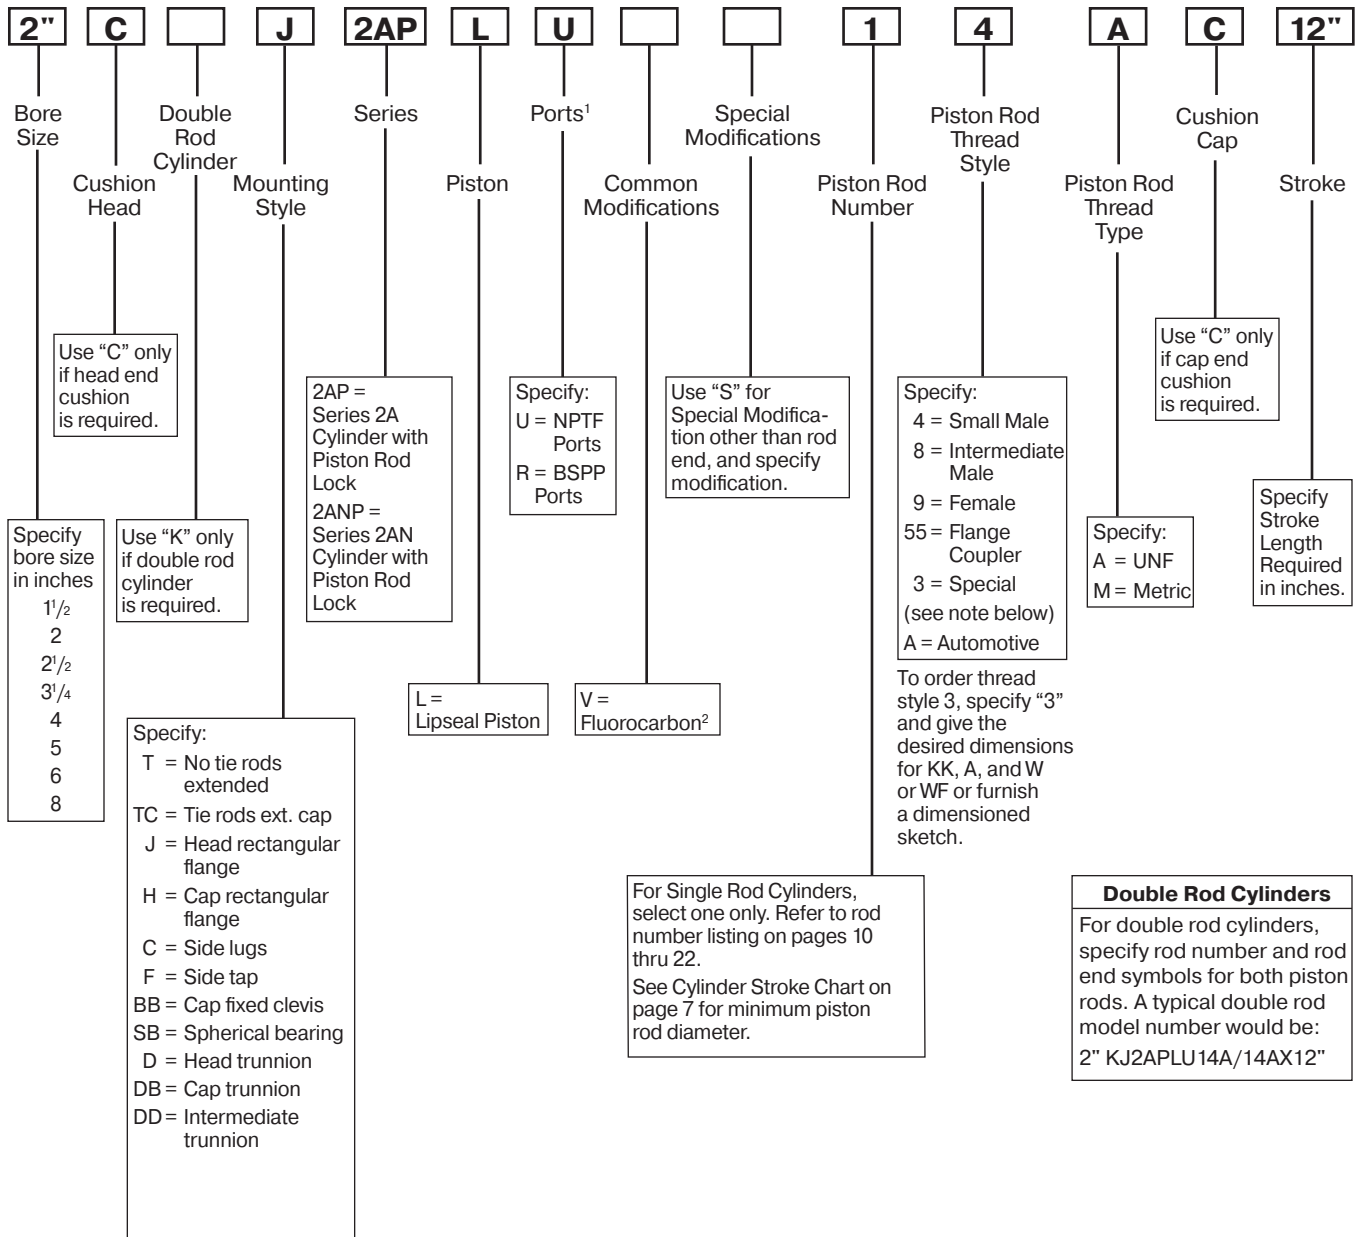 2" C J 2AP L U 1 4 A C 12"
Bore
Size
Cushion
Head
Double
Rod
Cylinder
Mounting
Style
Series
Piston
Ports¹
Common
Modifications
Special
Modifications
Piston Rod
Number
Piston Rod
Thread
Style
Piston Rod
Thread
Type
Cushion
Cap
Stroke
Specify
bore size
in inches
1¹/₂
2
2¹/₂
3¹/₄
4
5
6
8
Use “C” only
if head end
cushion
is required.
Use “K” only
if double rod
cylinder
is required.
Specify:
T = No tie rods
extended
TC = Tie rods ext. cap
J = Head rectangular
flange
H = Cap rectangular
flange
C = Side lugs
F = Side tap
BB = Cap fixed clevis
SB = Spherical bearing
D = Head trunnion
DB = Cap trunnion
DD = Intermediate
trunnion
2AP =
Series 2A
Cylinder with
Piston Rod
Lock
2ANP =
Series 2AN
Cylinder with
Piston Rod
Lock
L =
Lipseal Piston
Specify:
U = NPTF
Ports
R = BSPP
Ports
V =
Fluorocarbon²
Use “S” for
Special Modifica-
tion other than rod
end, and specify
modification.
For Single Rod Cylinders,
select one only. Refer to rod
number listing on pages 10
thru 22.
See Cylinder Stroke Chart on
page 7 for minimum piston
rod diameter.
Specify:
4 = Small Male
8 = Intermediate
Male
9 = Female
55 = Flange
Coupler
3 = Special
(see note below)
A = Automotive
To order thread
style 3, specify “3”
and give the
desired dimensions
for KK, A, and W
or WF or furnish
a dimensioned
sketch.
Specify:
A = UNF
M = Metric
Use “C” only
if cap end
cushion
is required.
Specify
Stroke
Length
Required
in inches.
Double Rod Cylinders
For double rod cylinders,
specify rod number and rod
end symbols for both piston
rods. A typical double rod
model number would be:
2" KJ2APLU14A/14AX12"